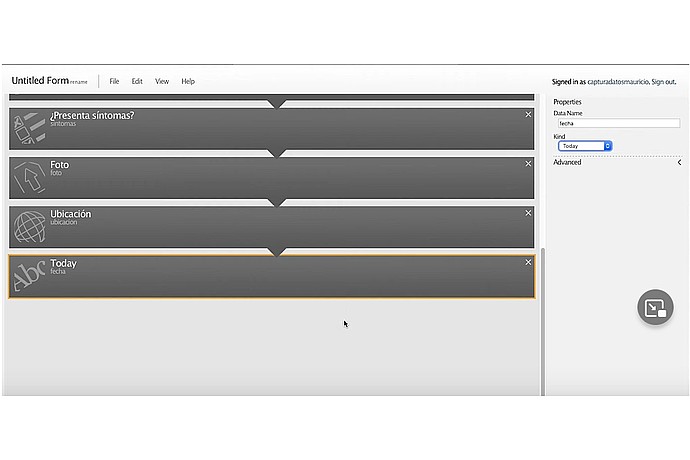 Untitled Form rename File Edit View Help Signed in as capturadatosmauricio. Sign out.
¿Presenta síntomas?
sintomas
Foto
foto
Ubicación
ubicacion
Abc Today
fecha
Properties
Data Name
fecha
Kind
Today
Advanced